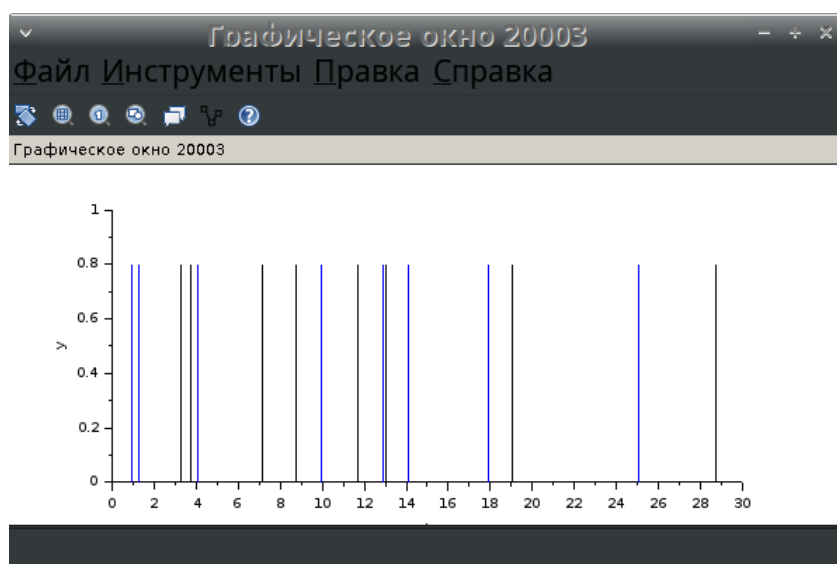 Графическое окно 20003
Файл Инструменты Правка Справка
Графическое окно 20003
1
0.8
0.6
y
0.4
0.2
0
0 2 4 6 8 10 12 14 16 18 20 22 24 26 28 30